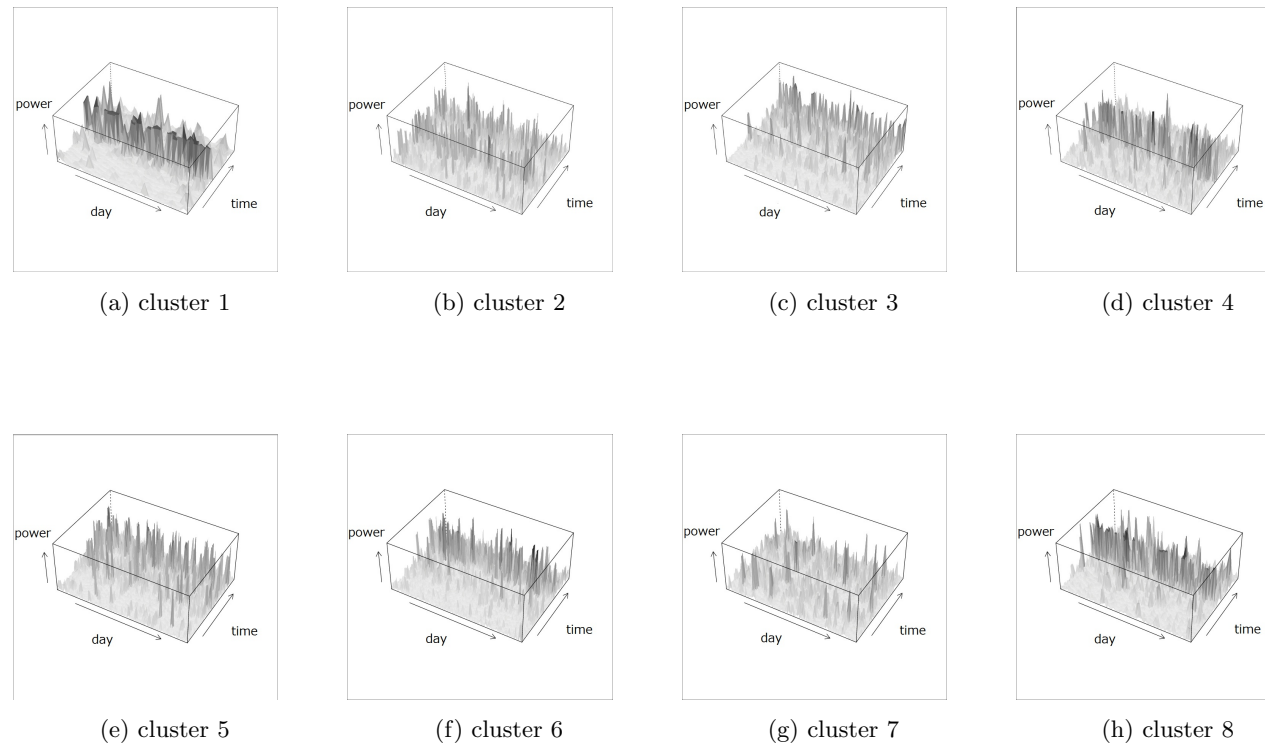 power
day
time
power
day
time
power
day
time
power
day
time
(a) cluster 1
(b) cluster 2
(c) cluster 3
(d) cluster 4
power
day
time
power
day
time
power
day
time
power
day
time
(e) cluster 5
(f) cluster 6
(g) cluster 7
(h) cluster 8